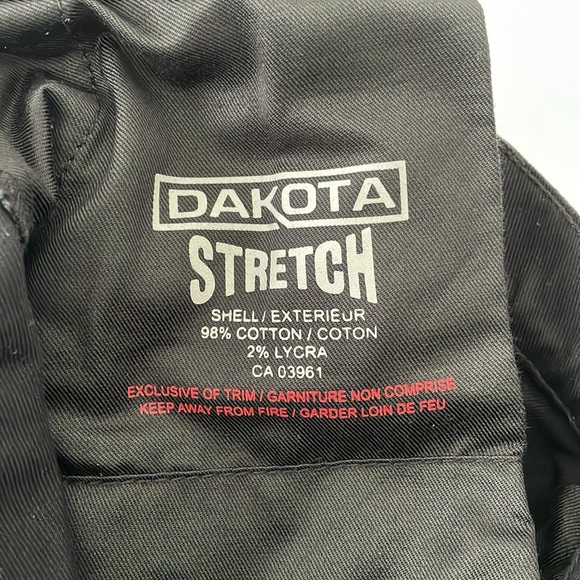 DAKOTA
STRETCH
SHELL / EXTERIEUR
98% COTTON / COTON
2% LYCRA
CA 03961
EXCLUSIVE OF TRIM / GARNITURE NON COMPRISE
KEEP AWAY FROM FIRE / GARDER LOIN DE FEU